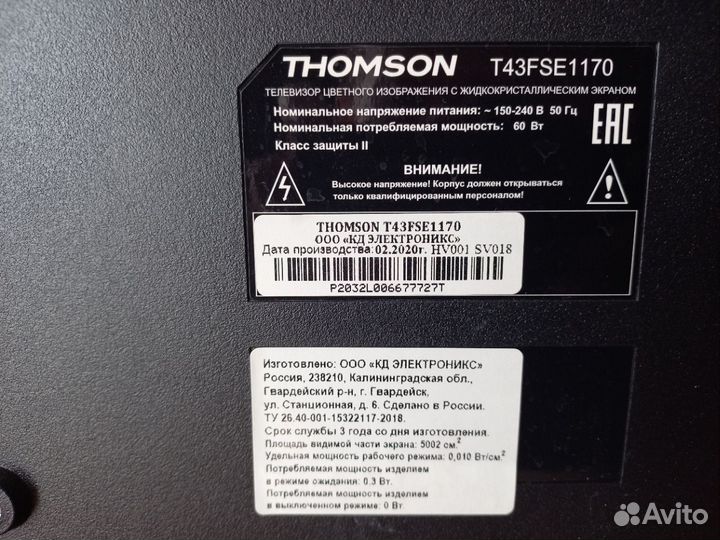 THOMSON T43FSE1170
ТЕЛЕВИЗОР ЦВЕТНОГО ИЗОБРАЖЕНИЯ С ЖИДКОКРИСТАЛЛИЧЕСКИМ ЭКРАНОМ
Номинальное напряжение питания: ~ 150-240 В 50 Гц
Номинальная потребляемая мощность: 60 Вт
Класс защиты II
EAC
ВНИМАНИЕ!
Высокое напряжение! Корпус должен открываться
только квалифицированным персоналом!
THOMSON T43FSE1170
ООО «КД ЭЛЕКТРОНИКС»
Дата производства:02.2020г. HV001 SV018
P2032L006677727T
Изготовлено: ООО «КД ЭЛЕКТРОНИКС»
Россия, 238210, Калининградская обл.,
Гвардейский р-н, г. Гвардейск,
ул. Станционная, д. 6. Сделано в России.
ТУ 26.40-001-15322117-2018.
Срок службы 3 года со дня изготовления.
Площадь видимой части экрана: 5002 см.²
Удельная мощность рабочего режима: 0,010 Вт/см.²
Потребляемая мощность изделием
в режиме ожидания: 0.3 Вт.
Потребляемая мощность изделием
в выключенном режиме: 0 Вт.
Avito